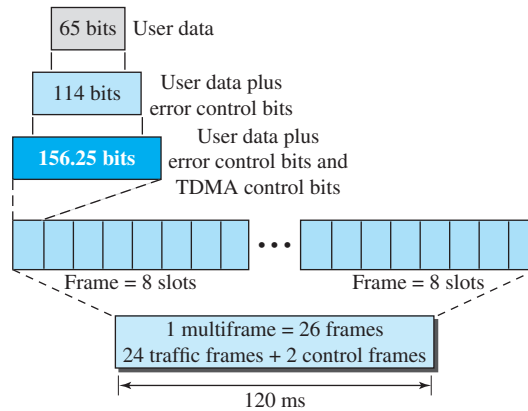 65 bits
User data
114 bits
User data plus
error control bits
156.25 bits
User data plus
error control bits and
TDMA control bits
Frame = 8 slots
Frame = 8 slots
1 multiframe = 26 frames
24 traffic frames + 2 control frames
120 ms